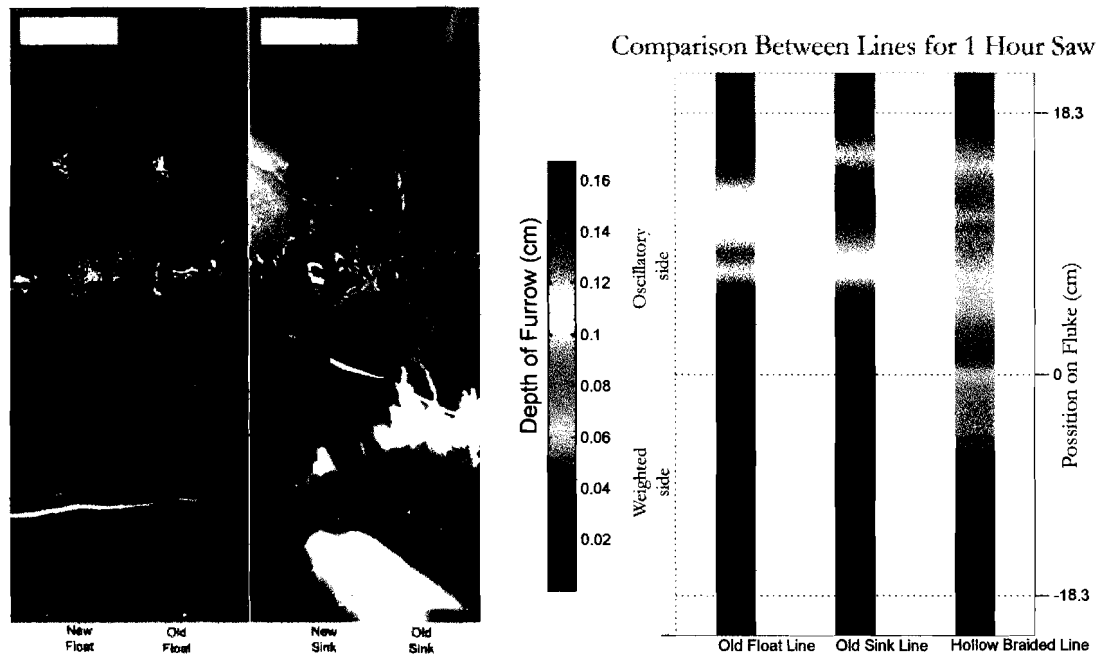 Comparison Between Lines for 1 Hour Saw
18.3
0
-18.3
Possition on Fluke (cm)
Oscillatory
side
Weighted
side
Depth of Furrow (cm)
0.16
0.14
0.12
0.1
0.08
0.06
0.04
0.02
Old Float Line
Old Sink Line
Hollow Braided Line
New
Float
Old
Float
New
Sink
Old
Sink